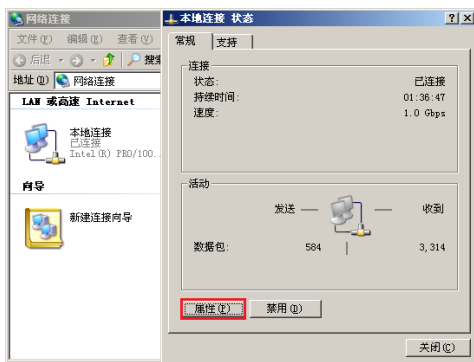 网络连接
文件(F) 编辑(E) 查看(V)
后退 搜
地址(D) 网络连接
LAN 或高速 Internet
本地连接
已连接
Intel(R) PRO/100..
向导
新建连接向导
本地连接 状态
常规 支持
连接
状态: 已连接
持续时间: 01:36:47
速度: 1.0 Gbps
活动
发送 — — 收到
数据包: 584 | 3,314
属性(P) 禁用(D)
关闭(C)